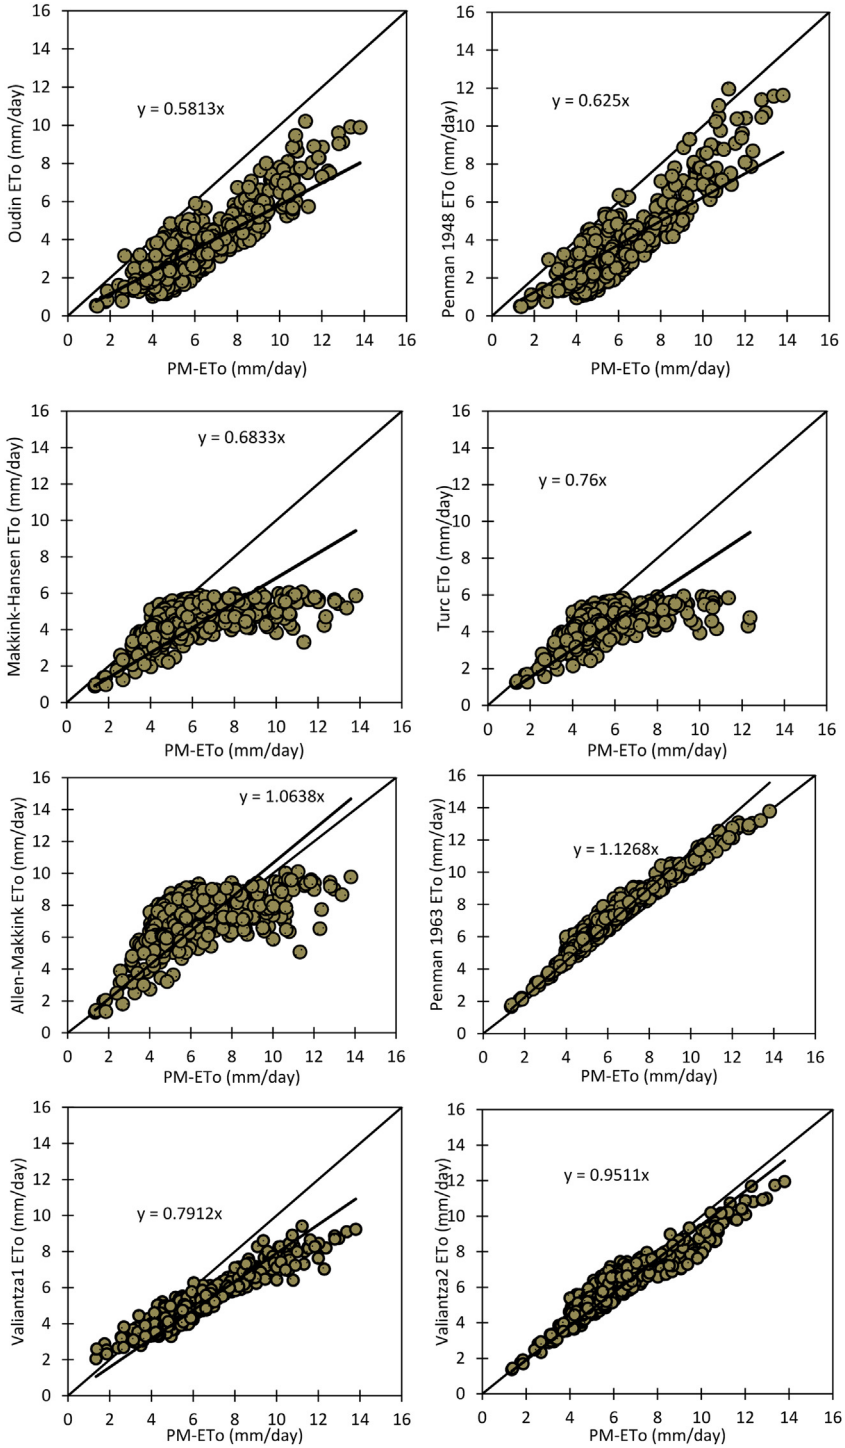 16
14
12
10
8
6
4
2
0
Oudin ETo (mm/day)
y = 0.5813x
0 2 4 6 8 10 12 14 16
PM-ETo (mm/day)
16
14
12
10
8
6
4
2
0
Penman 1948 ETo (mm/day)
y = 0.625x
0 2 4 6 8 10 12 14 16
PM-ETo (mm/day)
16
14
12
10
8
6
4
2
0
Makkink-Hansen ETo (mm/day)
y = 0.6833x
0 2 4 6 8 10 12 14 16
PM-ETo (mm/day)
16
14
12
10
8
6
4
2
0
Turc ETo (mm/day)
y = 0.76x
0 2 4 6 8 10 12 14 16
PM-ETo (mm/day)
16
14
12
10
8
6
4
2
0
Allen-Makkink ETo (mm/day)
y = 1.0638x
0 2 4 6 8 10 12 14 16
PM-ETo (mm/day)
16
14
12
10
8
6
4
2
0
Penman 1963 ETo (mm/day)
y = 1.1268x
0 2 4 6 8 10 12 14 16
PM-ETo (mm/day)
16
14
12
10
8
6
4
2
0
Valiantza1 ETo (mm/day)
y = 0.7912x
0 2 4 6 8 10 12 14 16
PM-ETo (mm/day)
16
14
12
10
8
6
4
2
0
Valiantza2 ETo (mm/day)
y = 0.9511x
0 2 4 6 8 10 12 14 16
PM-ETo (mm/day)